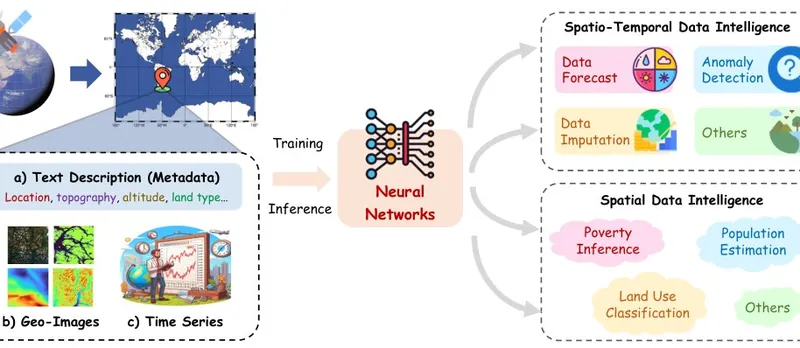 a) Text Description (Metadata)
Location, topography, altitude, land type...
b) Geo-Images
c) Time Series
Training
Inference
Neural
Networks
Spatio-Temporal Data Intelligence
Data
Forecast
Anomaly
Detection
Data
Imputation
Others
Spatial Data Intelligence
Poverty
Inference
Population
Estimation
Land Use
Classification
Others